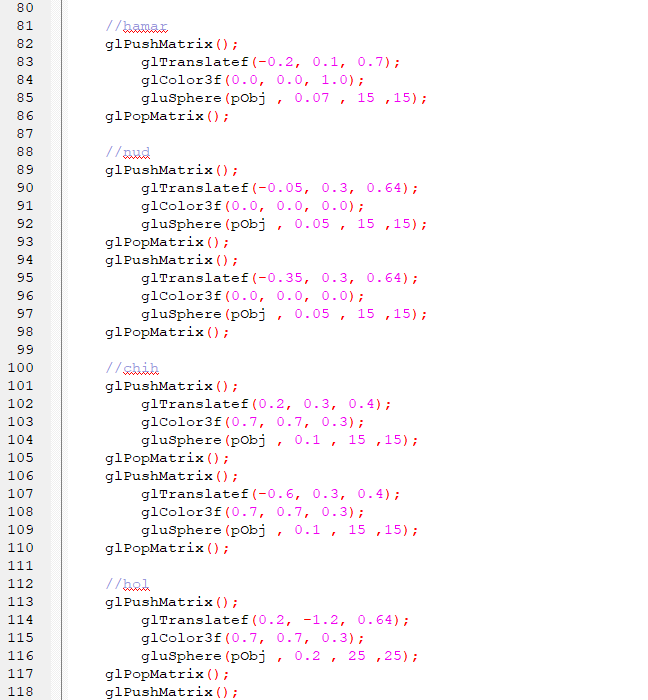 80
81 //hamar
82 glPushMatrix();
83 glTranslatef(-0.2, 0.1, 0.7);
84 glColor3f(0.0, 0.0, 1.0);
85 gluSphere(pObj , 0.07 , 15 ,15);
86 glPopMatrix();
87
88 //nud
89 glPushMatrix();
90 glTranslatef(-0.05, 0.3, 0.64);
91 glColor3f(0.0, 0.0, 0.0);
92 gluSphere(pObj , 0.05 , 15 ,15);
93 glPopMatrix();
94 glPushMatrix();
95 glTranslatef(-0.35, 0.3, 0.64);
96 glColor3f(0.0, 0.0, 0.0);
97 gluSphere(pObj , 0.05 , 15 ,15);
98 glPopMatrix();
99
100 //chih
101 glPushMatrix();
102 glTranslatef(0.2, 0.3, 0.4);
103 glColor3f(0.7, 0.7, 0.3);
104 gluSphere(pObj , 0.1 , 15 ,15);
105 glPopMatrix();
106 glPushMatrix();
107 glTranslatef(-0.6, 0.3, 0.4);
108 glColor3f(0.7, 0.7, 0.3);
109 gluSphere(pObj , 0.1 , 15 ,15);
110 glPopMatrix();
111
112 //hol
113 glPushMatrix();
114 glTranslatef(0.2, -1.2, 0.64);
115 glColor3f(0.7, 0.7, 0.3);
116 gluSphere(pObj , 0.2 , 25 ,25);
117 glPopMatrix();
118 glPushMatrix();